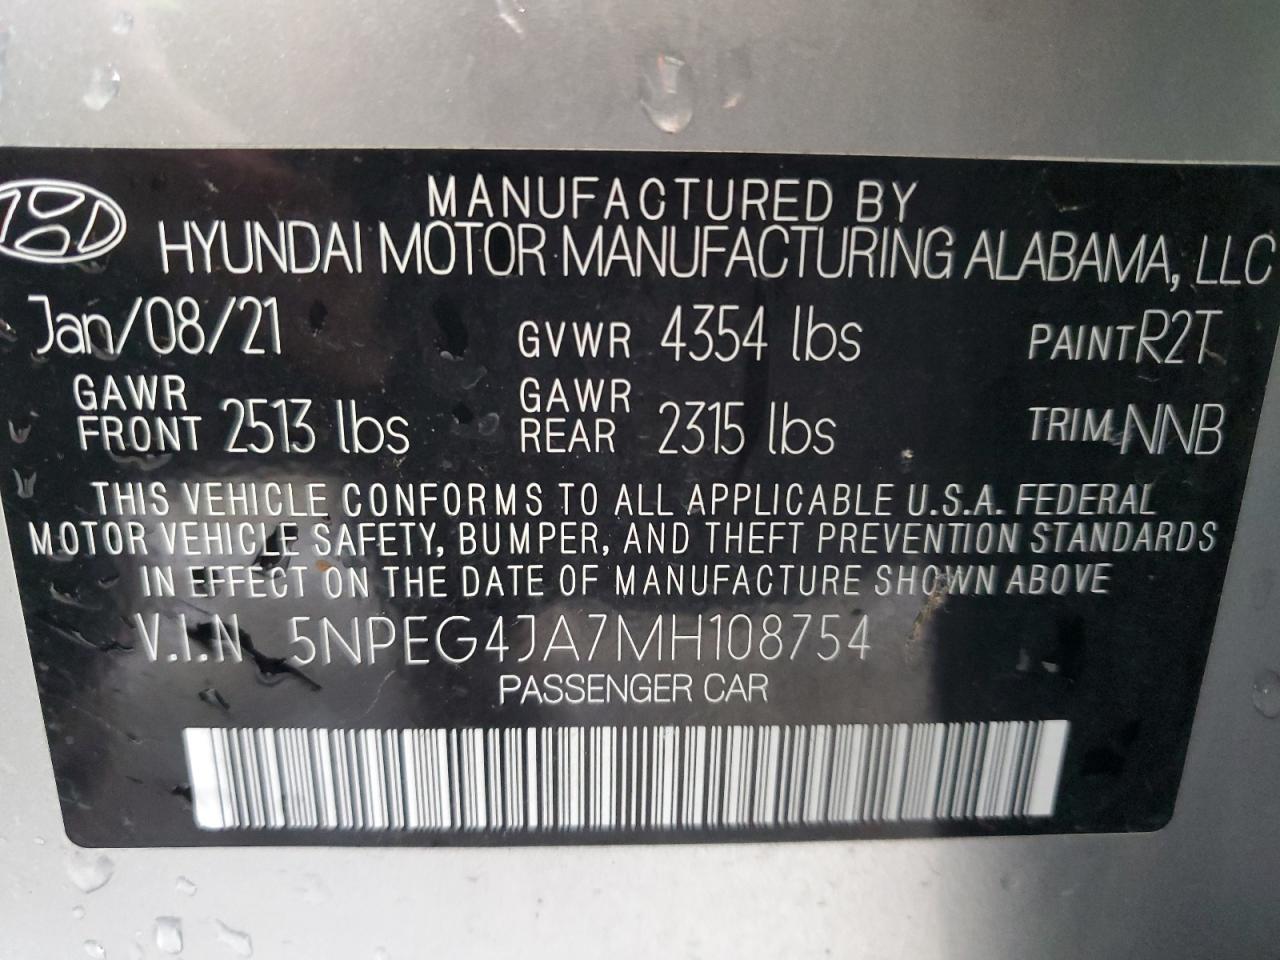 MANUFACTURED BY
HYUNDAI MOTOR MANUFACTURING ALABAMA, LLC
Jan/08/21 GVWR 4354 lbs PAINT R2T
GAWR FRONT 2513 lbs GAWR REAR 2315 lbs TRIM NNB
THIS VEHICLE CONFORMS TO ALL APPLICABLE U.S.A. FEDERAL
MOTOR VEHICLE SAFETY, BUMPER, AND THEFT PREVENTION STANDARDS
IN EFFECT ON THE DATE OF MANUFACTURE SHOWN ABOVE
V.I.N 5NPEG4JA7MH108754
PASSENGER CAR